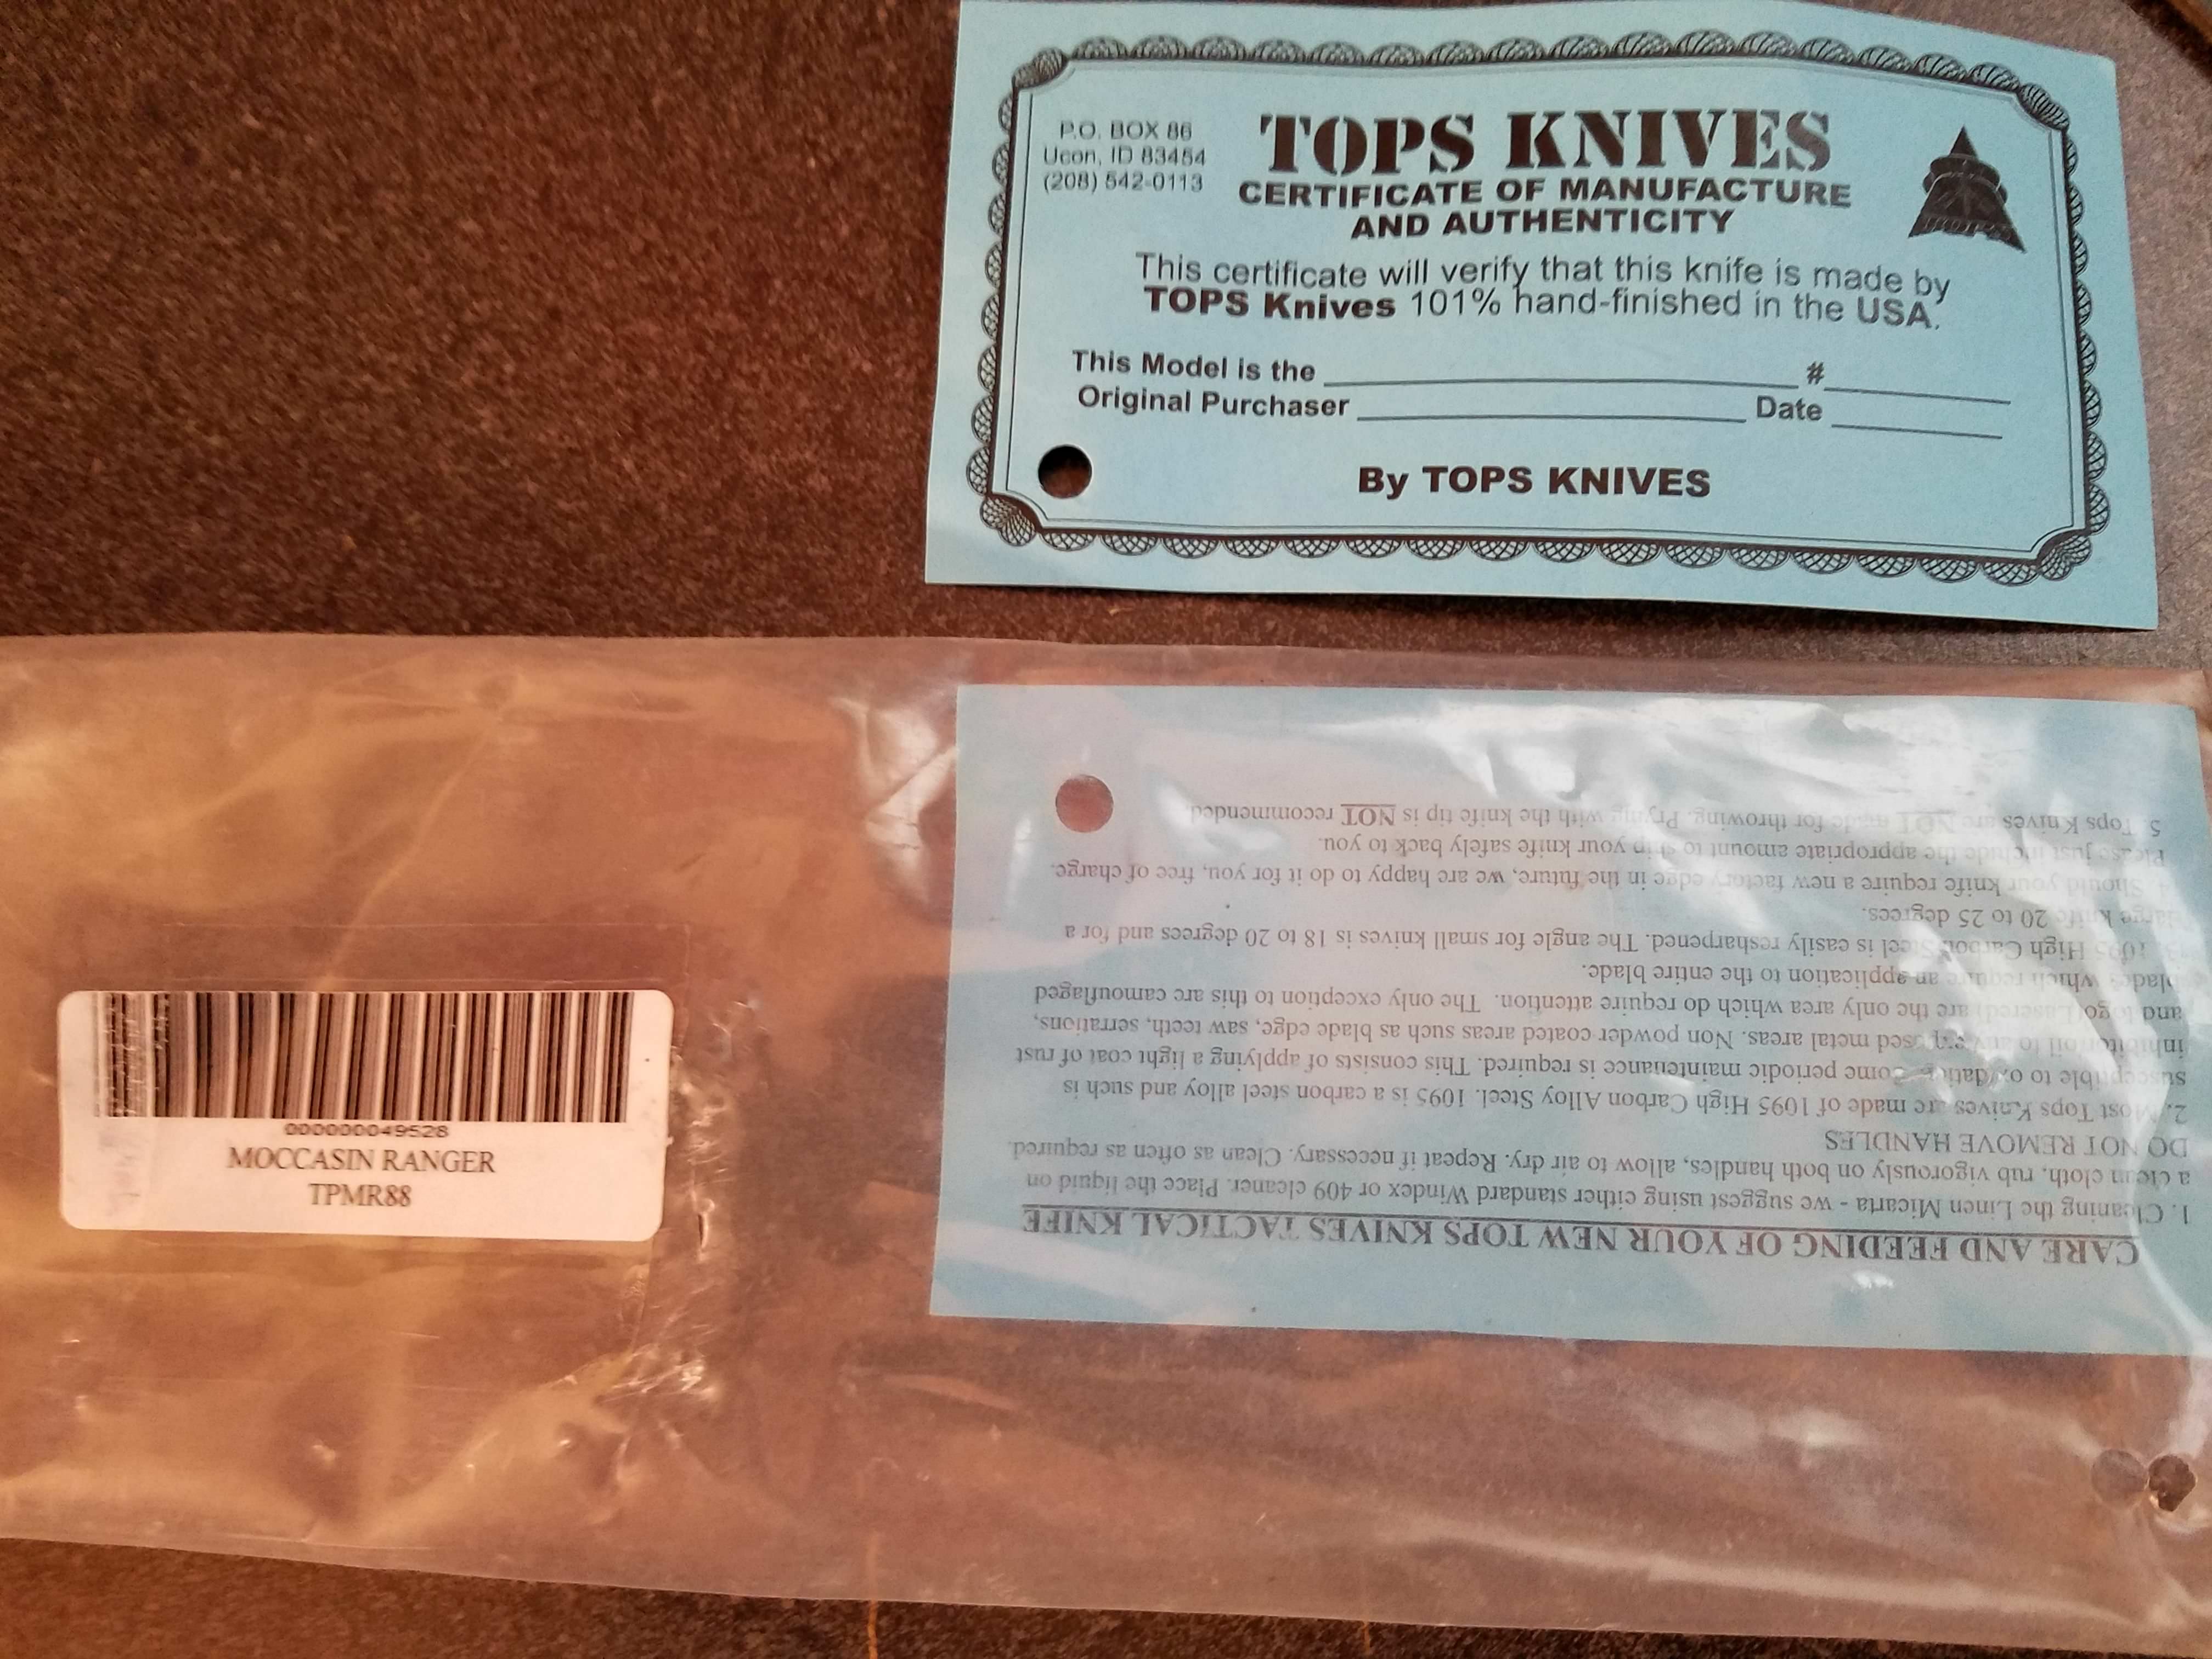 P.O. BOX 86
Ucon, ID 83454
(208) 542-0113
TOPS KNIVES
CERTIFICATE OF MANUFACTURE
AND AUTHENTICITY
TOPS
This certificate will verify that this knife is made by
TOPS Knives 101% hand-finished in the USA.
This Model is the #
Original Purchaser Date
By TOPS KNIVES
000000049528
MOCCASIN RANGER
TPMR88
CARE AND FEEDING OF YOUR NEW TOPS KNIVES TACTICAL KNIFE
1. Cleaning the Linen Micarta - we suggest using either standard Windex or 409 cleaner. Place the liquid on
a clean cloth, rub vigorously on both handles, allow to air dry. Repeat if necessary. Clean as often as required.
DO NOT REMOVE HANDLES
2. Most Tops Knives are made of 1095 High Carbon Alloy Steel. 1095 is a carbon steel alloy and such is
susceptible to oxidation. Some periodic maintenance is required. This consists of applying a light coat of rust
inhibitor oil to any exposed metal areas. Non powder coated areas such as blade edge, saw teeth, serrations,
and logo(Lasered) are the only area which do require attention. The only exception to this are camouflaged
blades which require an application to the entire blade.
1095 High Carbon Steel is easily resharpened. The angle for small knives is 18 to 20 degrees and for a
large knife 20 to 25 degrees.
4. Should your knife require a new factory edge in the future, we are happy to do it for you, free of charge.
Please just include the appropriate amount to ship your knife safely back to you.
5. Tops Knives are NOT made for throwing. Prying with the knife tip is NOT recommended